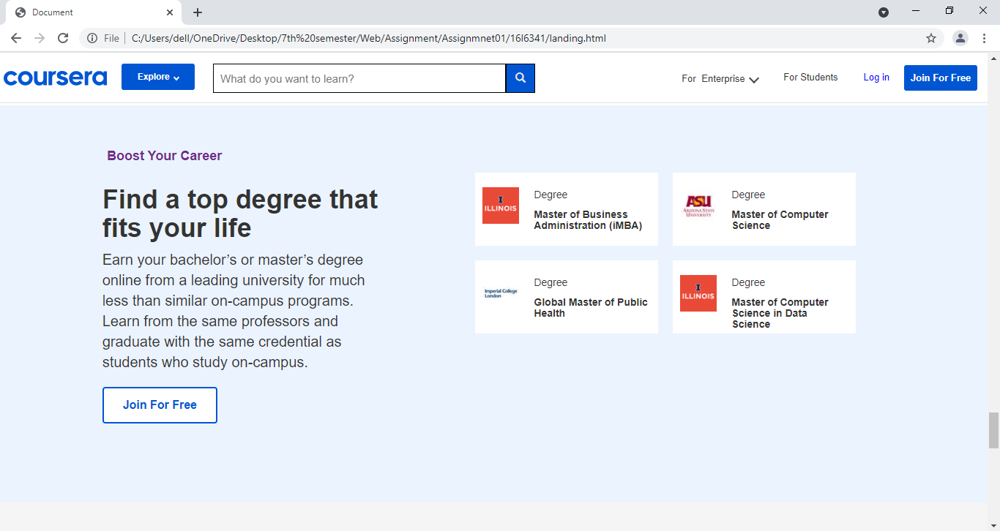 Document
File C:/Users/dell/OneDrive/Desktop/7th%20semester/Web/Assignment/Assignmnet01/16l6341/landing.html
coursera Explore What do you want to learn? For Enterprise For Students Log in Join For Free
Boost Your Career
Find a top degree that
fits your life
Earn your bachelor’s or master’s degree
online from a leading university for much
less than similar on-campus programs.
Learn from the same professors and
graduate with the same credential as
students who study on-campus.
Join For Free
I
ILLINOIS
Degree
Master of Business
Administration (iMBA)
ASU
ARIZONA STATE
UNIVERSITY
Degree
Master of Computer
Science
Imperial College
London
Degree
Global Master of Public
Health
I
ILLINOIS
Degree
Master of Computer
Science in Data
Science